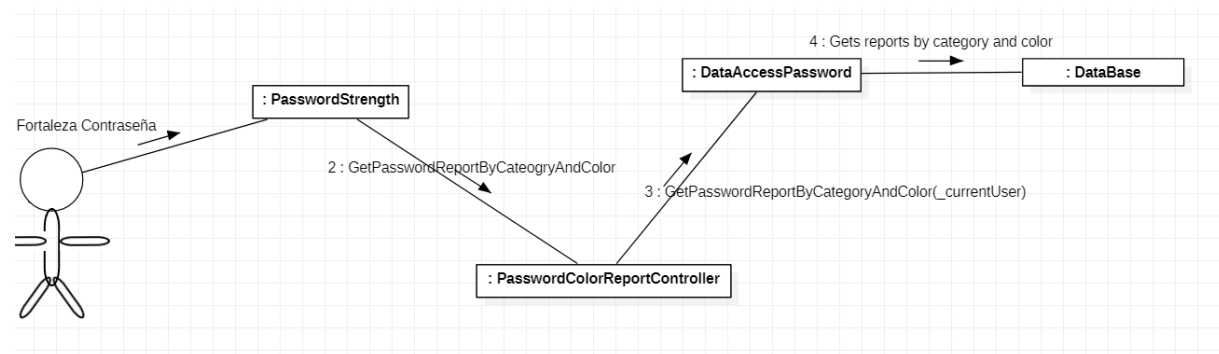 4 : Gets reports by category and color
: DataAccessPassword
: DataBase
: PasswordStrength
Fortaleza Contraseña
2 : GetPasswordReportByCateogryAndColor
3 : GetPasswordReportByCategoryAndColor(_currentUser)
: PasswordColorReportController